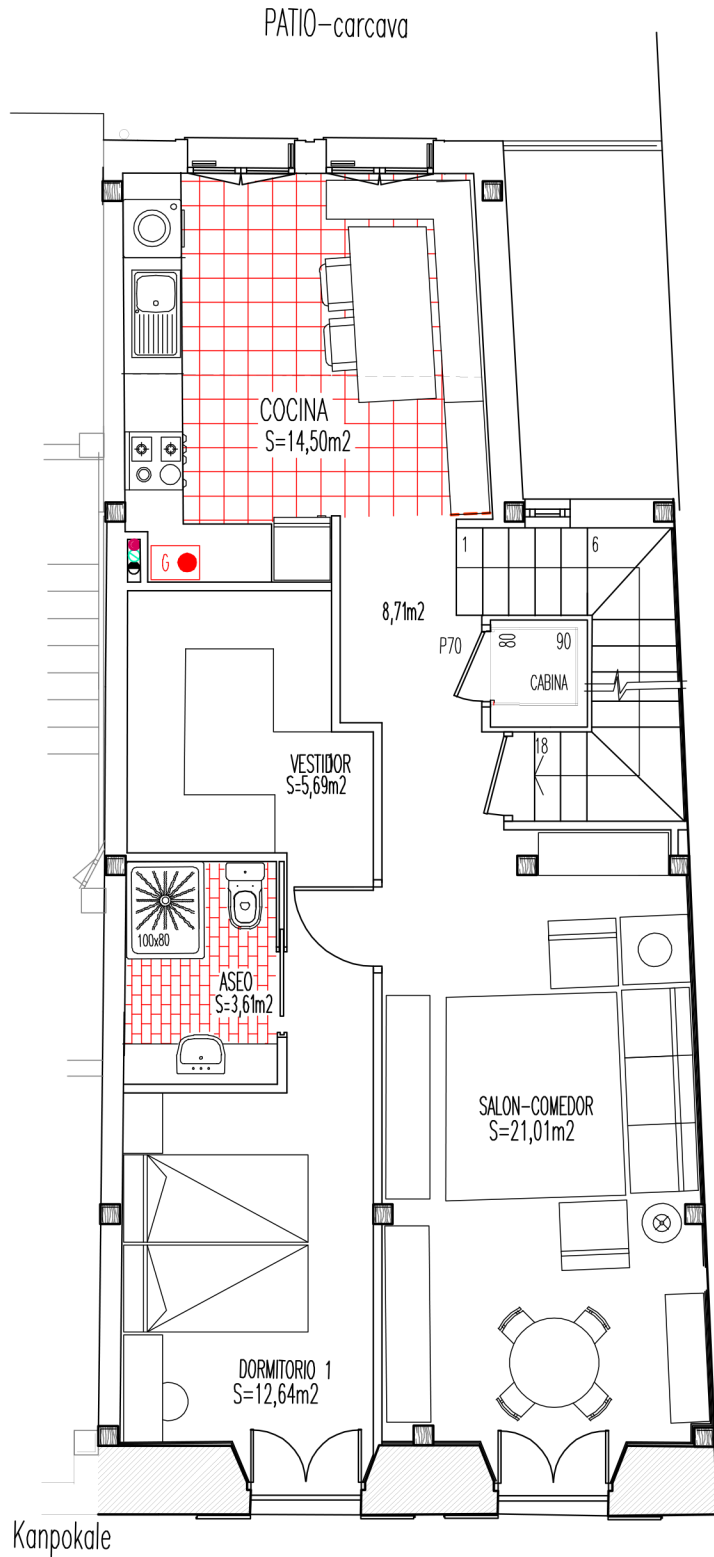 PATIO-carcava
COCINA
S=14,50m2
G
1
6
8,71m2
P70
80
90
CABINA
18
VESTIDOR
S=5,69m2
100x80
ASEO
S=3,61m2
SALON-COMEDOR
S=21,01m2
DORMITORIO 1
S=12,64m2
Kanpokale